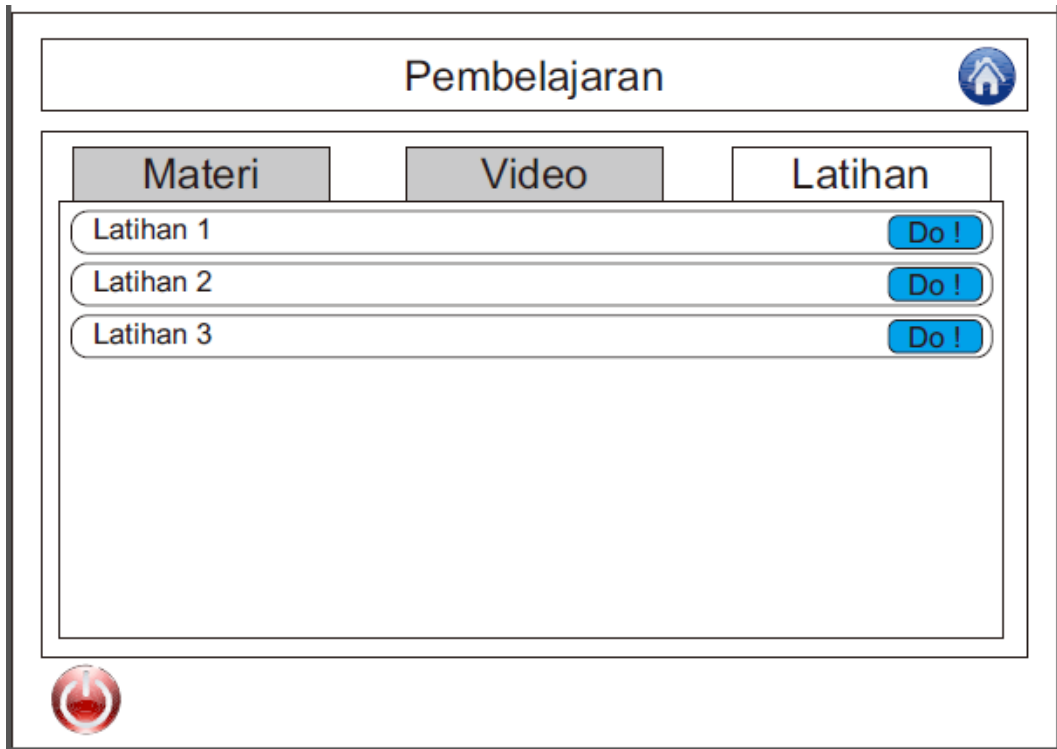 Pembelajaran
Materi Video Latihan
Latihan 1 Do !
Latihan 2 Do !
Latihan 3 Do !